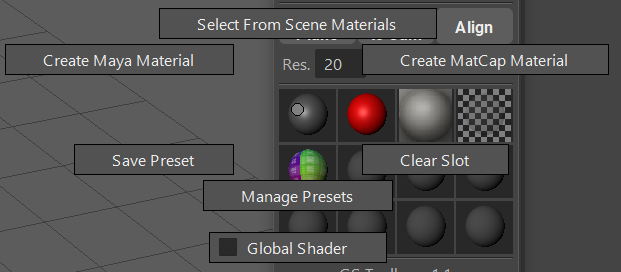 Select From Scene Materials
Align
Create Maya Material
Res. 20
Create MatCap Material
Save Preset
Clear Slot
Manage Presets
Global Shader